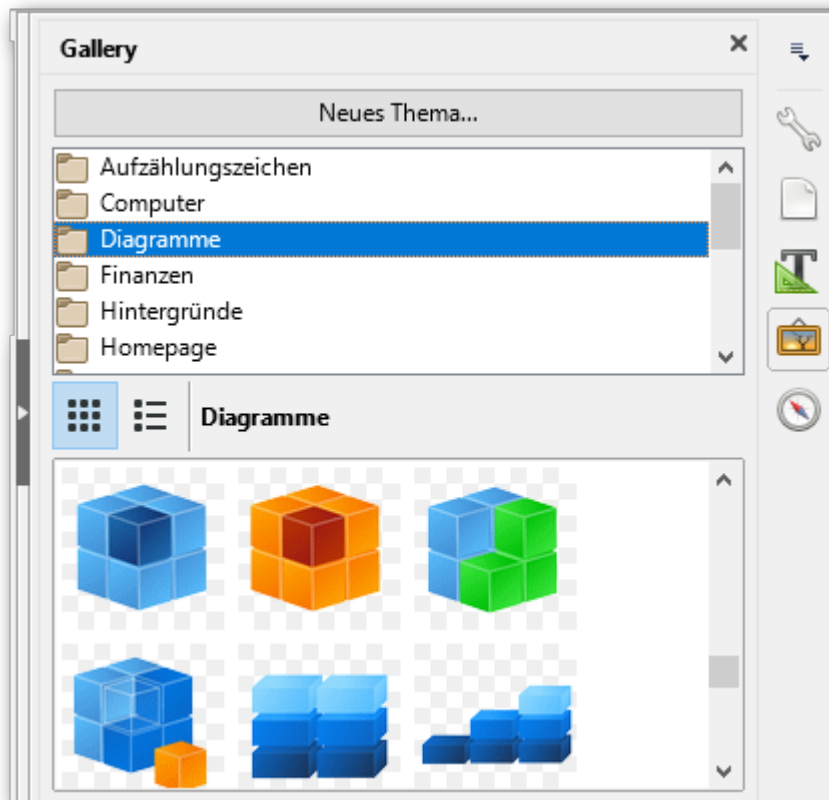 Gallery
Neues Thema...
Aufzählungszeichen
Computer
Diagramme
Finanzen
Hintergründe
Homepage
Diagramme